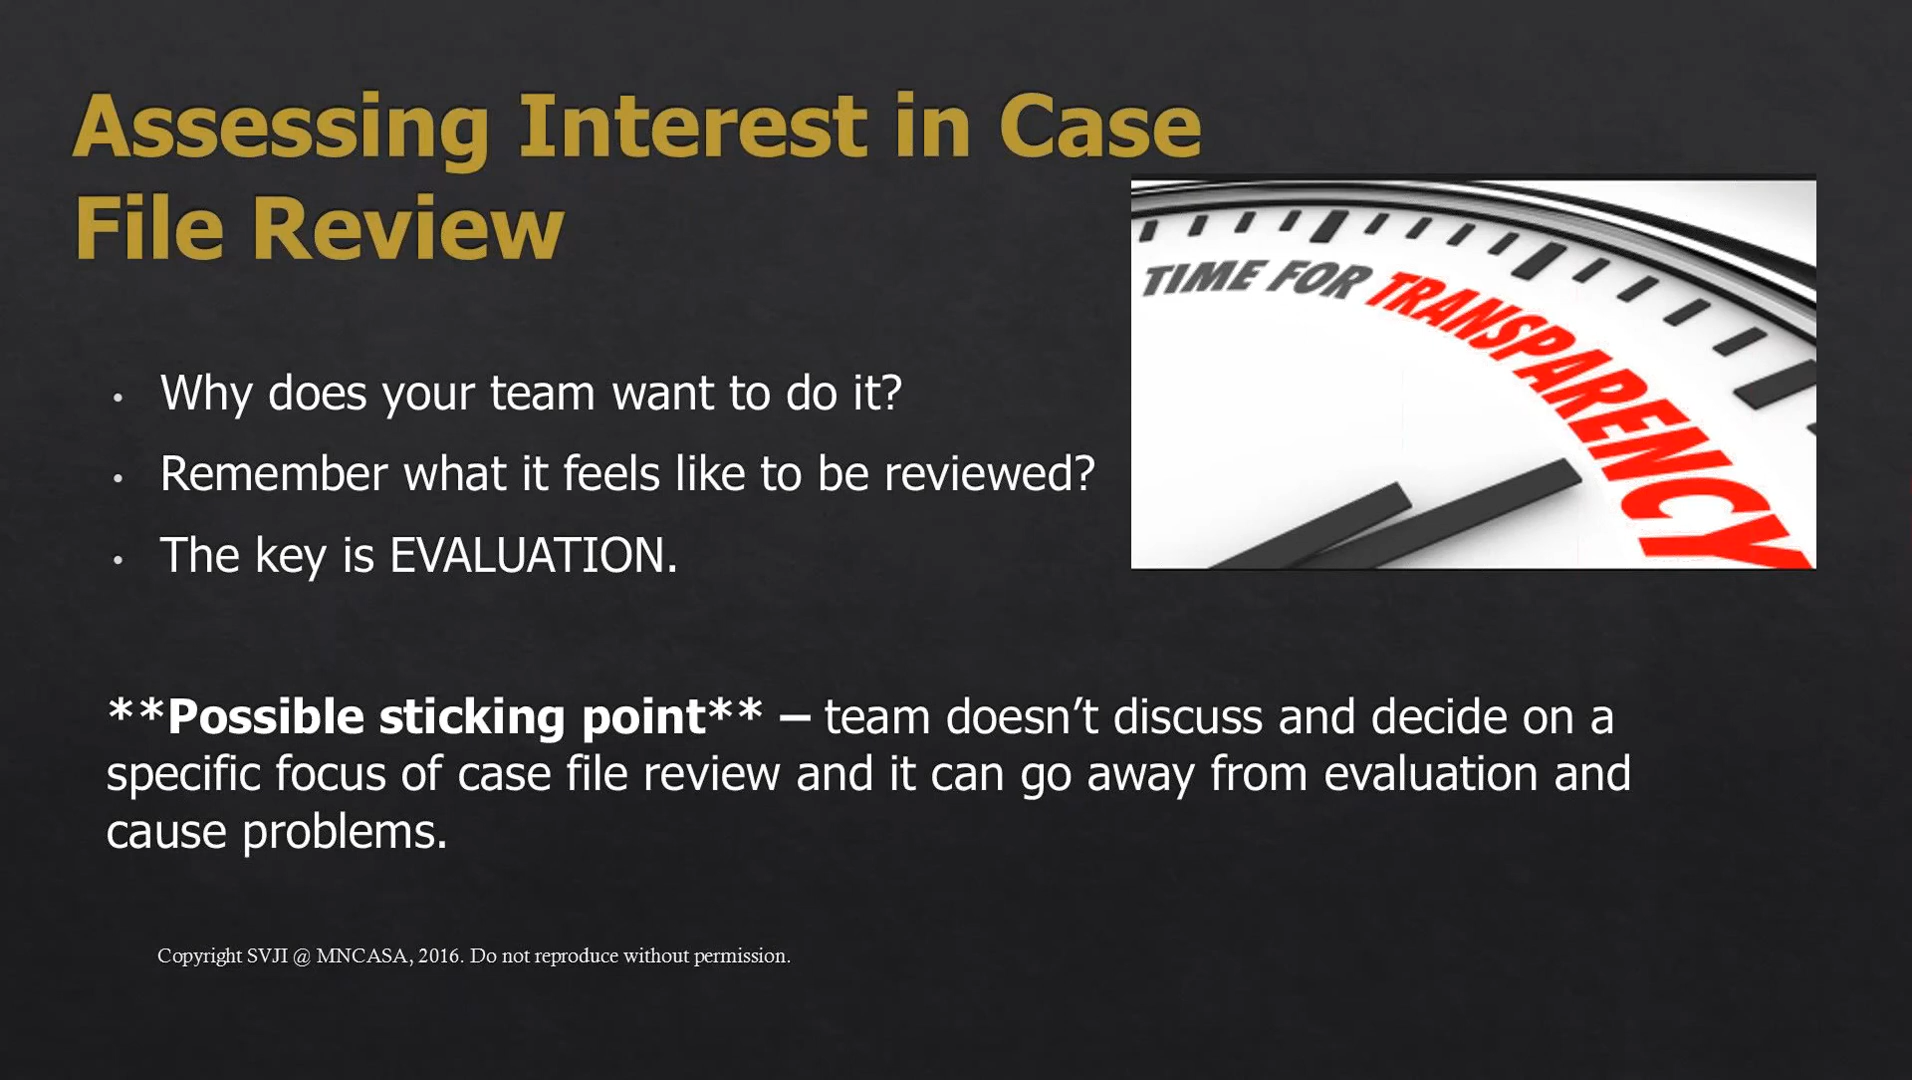 Assessing Interest in Case
File Review
TIME FOR TRANSPARENCY
• Why does your team want to do it?
• Remember what it feels like to be reviewed?
• The key is EVALUATION.
**Possible sticking point** – team doesn’t discuss and decide on a
specific focus of case file review and it can go away from evaluation and
cause problems.
Copyright SVJI @ MNCASA, 2016. Do not reproduce without permission.